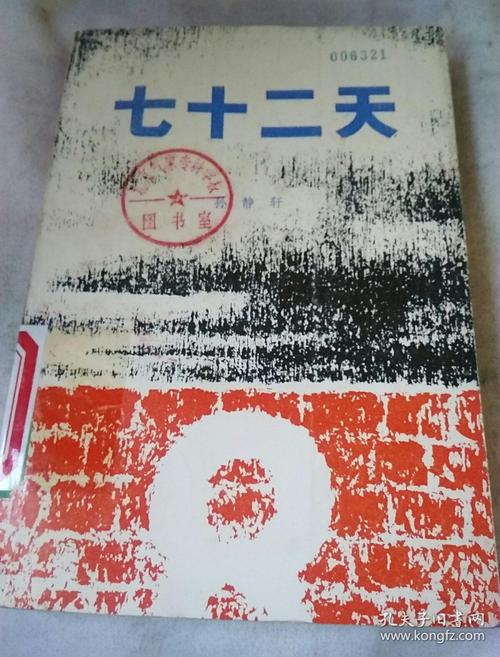 006321
七十二天
图书室
孙静轩
孔夫子旧书网
www.kongfz.com